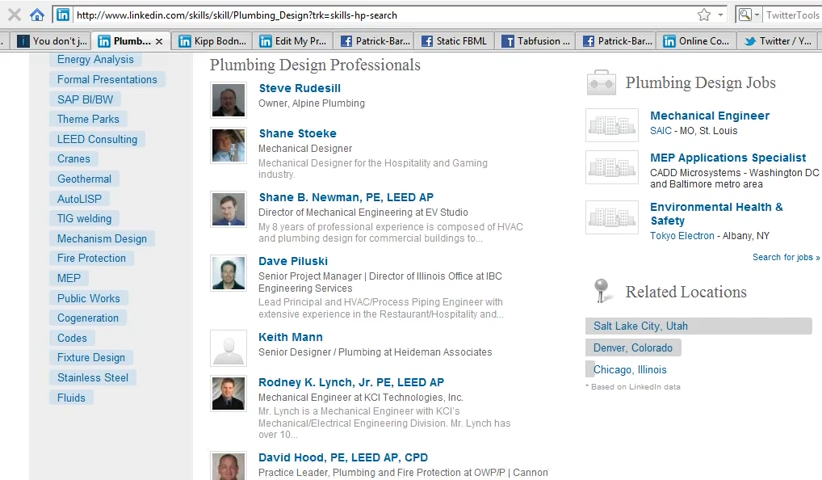 http://www.linkedin.com/skills/skill/Plumbing_Design?trk=skills-hp-search
TwitterTools
You don't j...
Plumb...
Kipp Bodn...
Edit My Pr...
Patrick-Bar...
Static FBML
Tabfusion ...
Patrick-Bar...
Online Co...
Twitter / Y...
Energy Analysis
Formal Presentations
SAP BI/BW
Theme Parks
LEED Consulting
Cranes
Geothermal
AutoLISP
TIG welding
Mechanism Design
Fire Protection
MEP
Public Works
Cogeneration
Codes
Fixture Design
Stainless Steel
Fluids
Plumbing Design Professionals
Steve Rudesill
Owner, Alpine Plumbing
Shane Stoeke
Mechanical Designer
Mechanical Designer for the Hospitality and Gaming
industry.
Shane B. Newman, PE, LEED AP
Director of Mechanical Engineering at EV Studio
My 8 years of professional experience is composed of HVAC
and plumbing design for commercial buildings to...
Dave Piluski
Senior Project Manager | Director of Illinois Office at IBC
Engineering Services
Lead Principal and HVAC/Process Piping Engineer with
extensive experience in the Restaurant/Hospitality and...
Keith Mann
Senior Designer / Plumbing at Heideman Associates
Rodney K. Lynch, Jr. PE, LEED AP
Mechanical Engineer at KCI Technologies, Inc.
Mr. Lynch is a Mechanical Engineer with KCI's
Mechanical/Electrical Engineering Division. Mr. Lynch has
over 10...
David Hood, PE, LEED AP, CPD
Practice Leader, Plumbing and Fire Protection at OWP/P | Cannon
Plumbing Design Jobs
Mechanical Engineer
SAIC - MO, St. Louis
MEP Applications Specialist
CADD Microsystems - Washington DC
and Baltimore metro area
Environmental Health &
Safety
Tokyo Electron - Albany, NY
Search for jobs »
Related Locations
Salt Lake City, Utah
Denver, Colorado
Chicago, Illinois
* Based on LinkedIn data